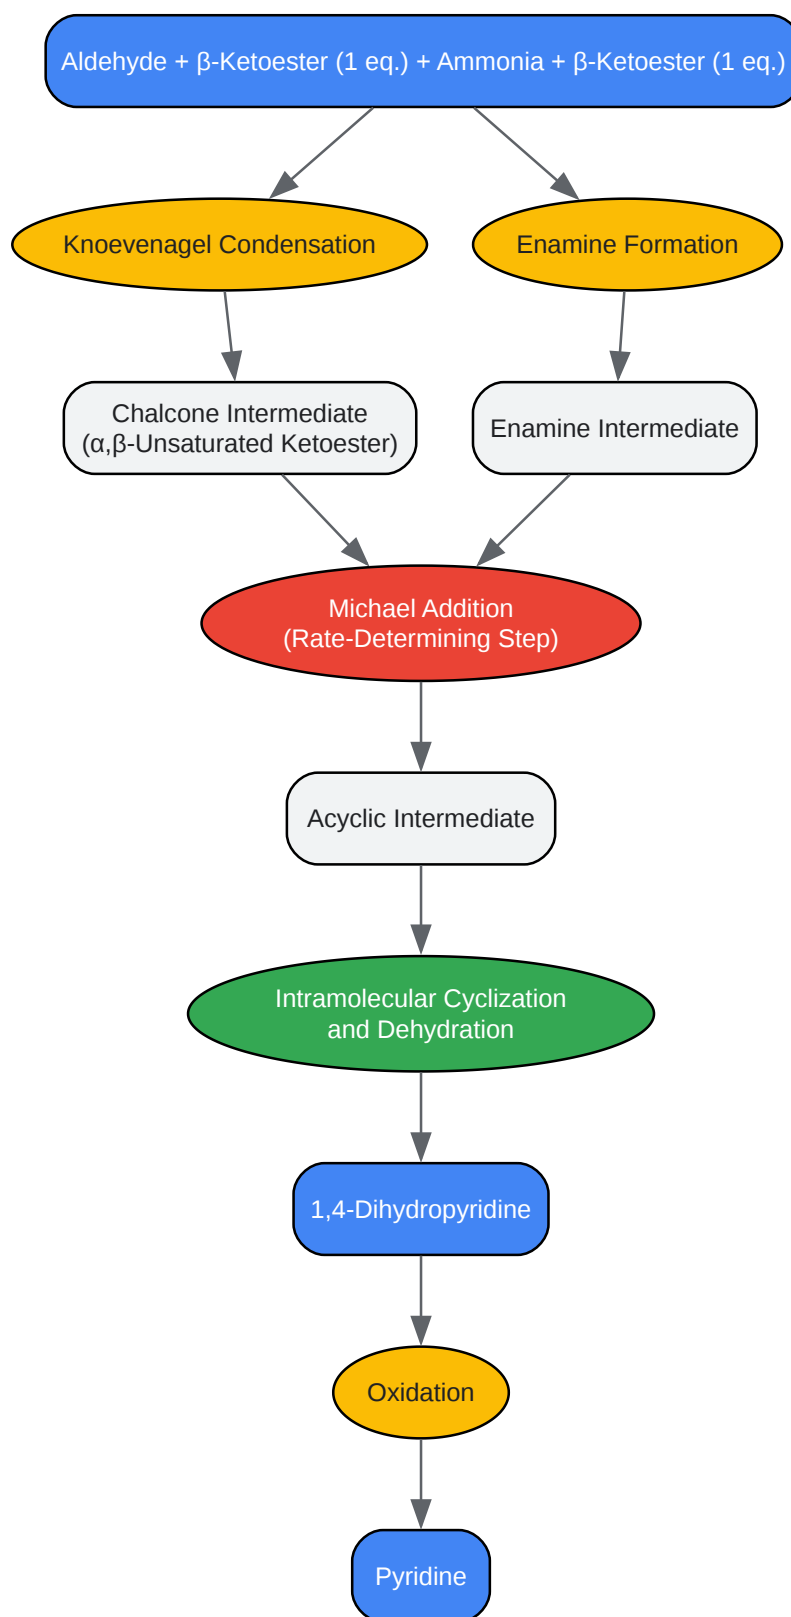 Aldehyde + β-Ketoester (1 eq.) + Ammonia + β-Ketoester (1 eq.)
Knoevenagel Condensation
Enamine Formation
Chalcone Intermediate
(α,β-Unsaturated Ketoester)
Enamine Intermediate
Michael Addition
(Rate-Determining Step)
Acyclic Intermediate
Intramolecular Cyclization
and Dehydration
1,4-Dihydropyridine
Oxidation
Pyridine